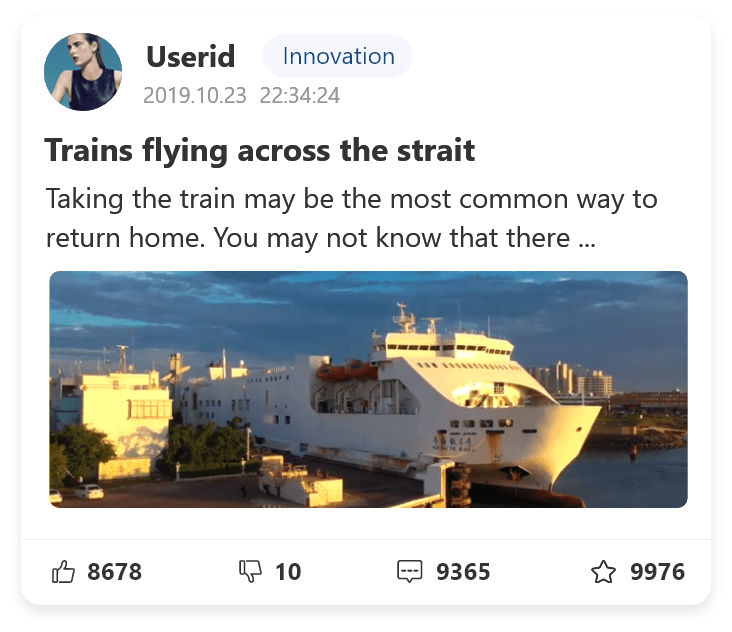 Userid
Innovation
2019.10.23 22:34:24
Trains flying across the strait
Taking the train may be the most common way to
return home. You may not know that there ...
8678
10
9365
9976